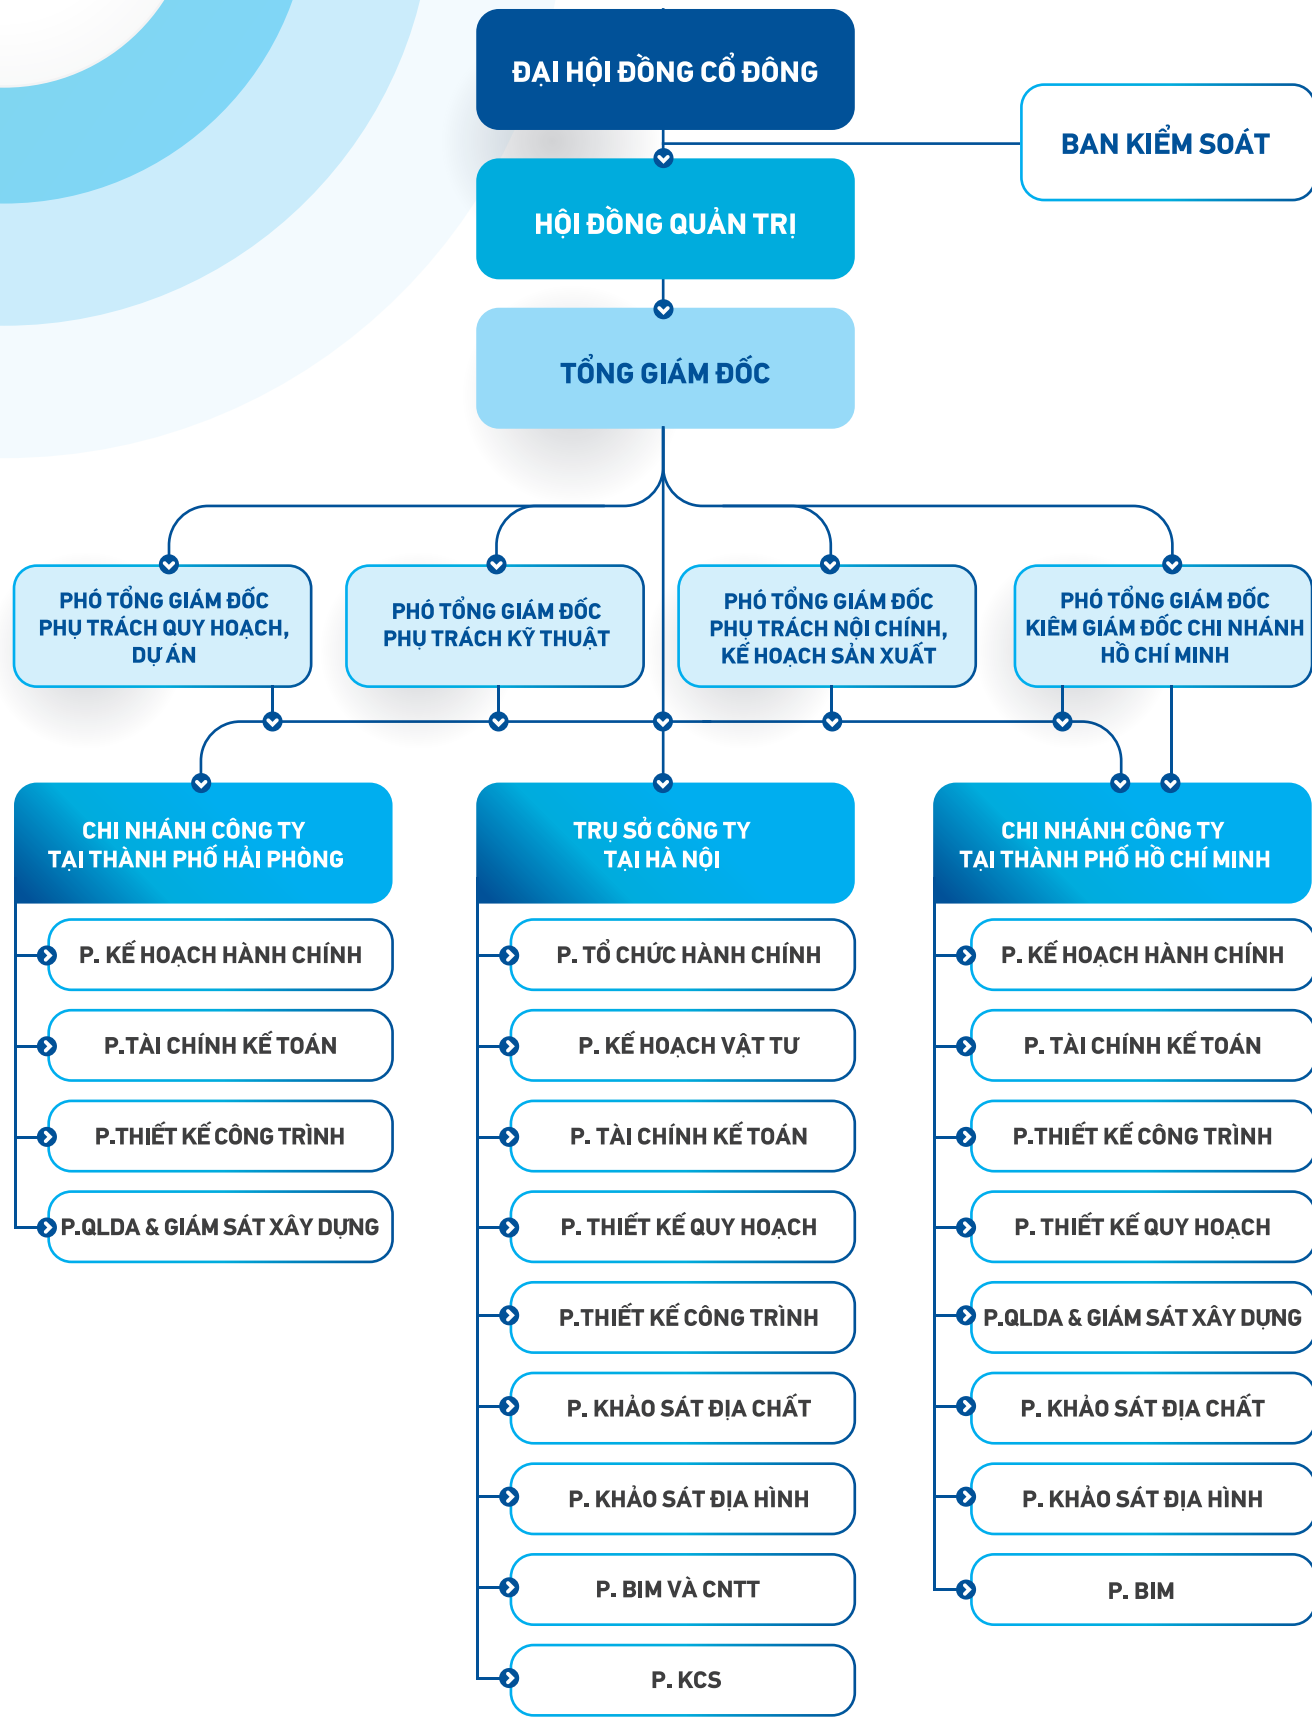 ĐẠI HỘI ĐỒNG CỔ ĐÔNG
BAN KIỂM SOÁT
HỘI ĐỒNG QUẢN TRỊ
TỔNG GIÁM ĐỐC
PHÓ TỔNG GIÁM ĐỐC
PHỤ TRÁCH QUY HOẠCH,
DỰ ÁN
PHÓ TỔNG GIÁM ĐỐC
PHỤ TRÁCH KỸ THUẬT
PHÓ TỔNG GIÁM ĐỐC
PHỤ TRÁCH NỘI CHÍNH,
KẾ HOẠCH SẢN XUẤT
PHÓ TỔNG GIÁM ĐỐC
KIÊM GIÁM ĐỐC CHI NHÁNH
HỒ CHÍ MINH
CHI NHÁNH CÔNG TY
TẠI THÀNH PHỐ HẢI PHÒNG
P. KẾ HOẠCH HÀNH CHÍNH
P.TÀI CHÍNH KẾ TOÁN
P.THIẾT KẾ CÔNG TRÌNH
P.QLDA & GIÁM SÁT XÂY DỰNG
TRỤ SỞ CÔNG TY
TẠI HÀ NỘI
P. TỔ CHỨC HÀNH CHÍNH
P. KẾ HOẠCH VẬT TƯ
P. TÀI CHÍNH KẾ TOÁN
P. THIẾT KẾ QUY HOẠCH
P.THIẾT KẾ CÔNG TRÌNH
P. KHẢO SÁT ĐỊA CHẤT
P. KHẢO SÁT ĐỊA HÌNH
P. BIM VÀ CNTT
P. KCS
CHI NHÁNH CÔNG TY
TẠI THÀNH PHỐ HỒ CHÍ MINH
P. KẾ HOẠCH HÀNH CHÍNH
P. TÀI CHÍNH KẾ TOÁN
P.THIẾT KẾ CÔNG TRÌNH
P. THIẾT KẾ QUY HOẠCH
P.QLDA & GIÁM SÁT XÂY DỰNG
P. KHẢO SÁT ĐỊA CHẤT
P. KHẢO SÁT ĐỊA HÌNH
P. BIM